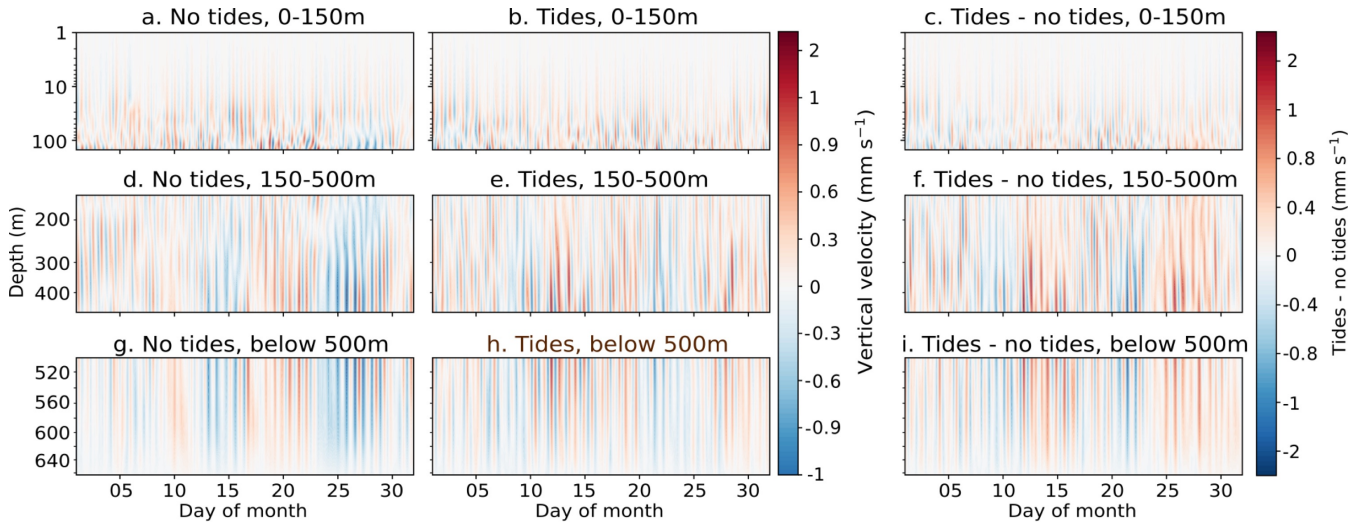 a. No tides, 0-150m
b. Tides, 0-150m
c. Tides - no tides, 0-150m
1
10
100
d. No tides, 150-500m
e. Tides, 150-500m
f. Tides - no tides, 150-500m
200
300
400
Depth (m)
g. No tides, below 500m
h. Tides, below 500m
i. Tides - no tides, below 500m
520
560
600
640
05 10 15 20 25 30
05 10 15 20 25 30
05 10 15 20 25 30
Day of month
Day of month
Day of month
2
1
0.9
0.6
0.3
0
-0.3
-0.6
-0.9
-1
Vertical velocity (mm s⁻¹)
2
1
0.8
0.4
0
-0.4
-0.8
-1
-2
Tides - no tides (mm s⁻¹)